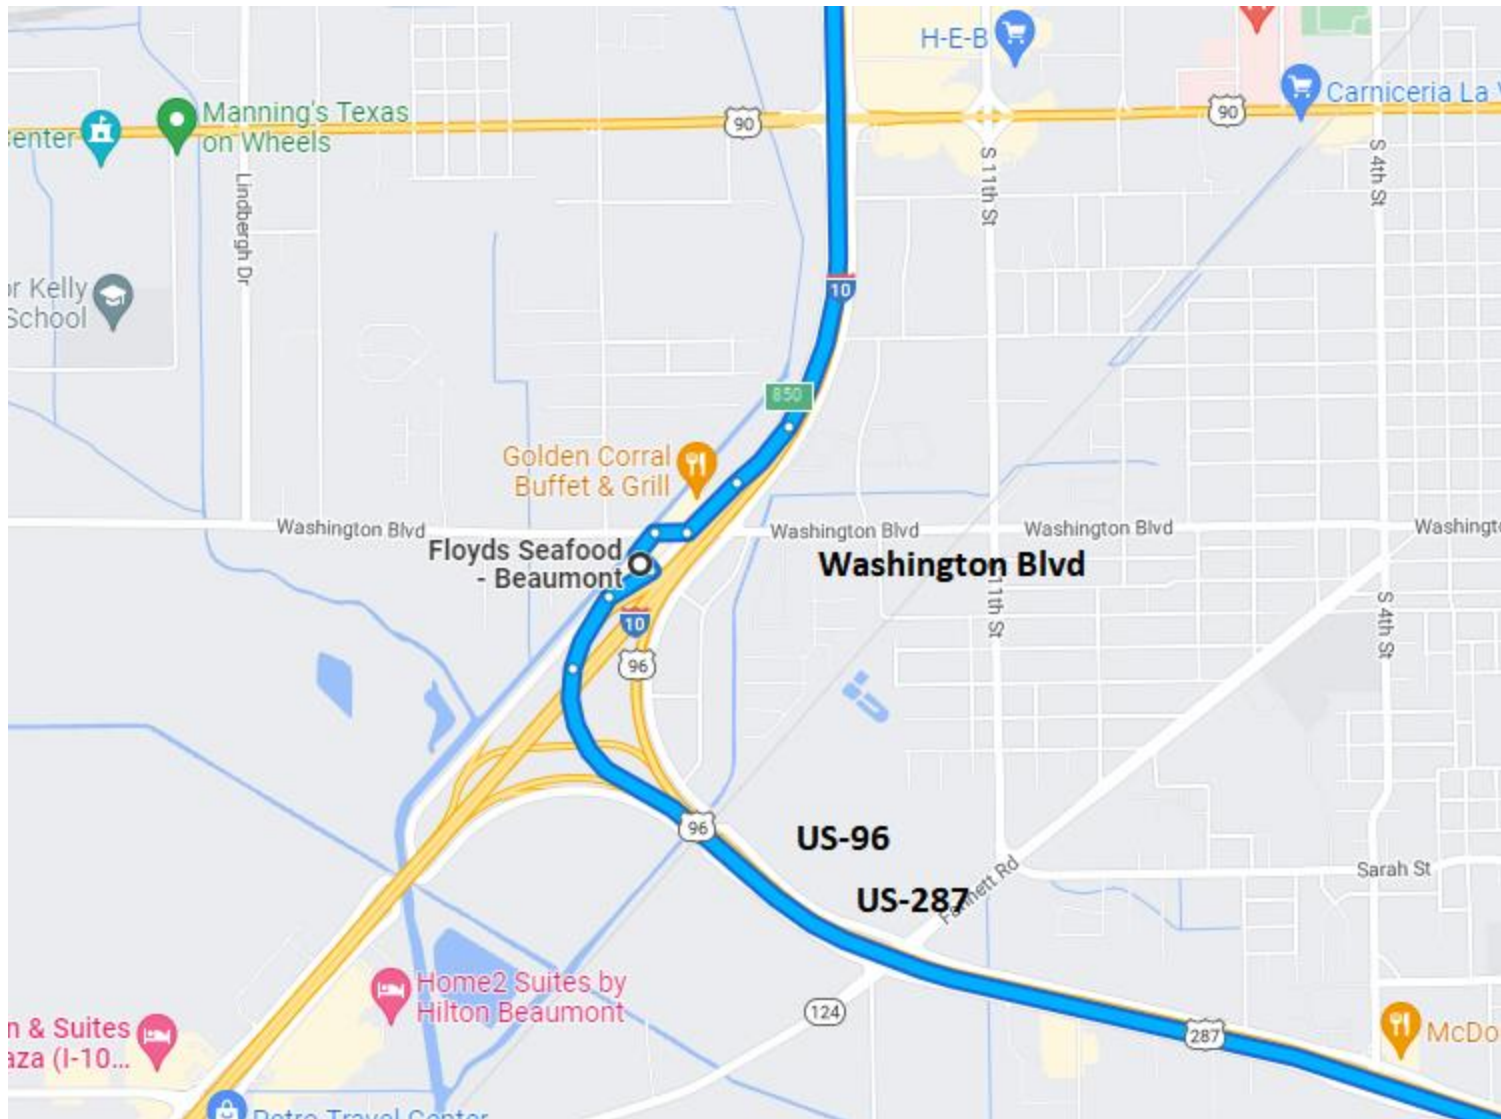 H-E-B
Manning's Texas
on Wheels
enter
90
90
Carniceria La
S 11th St
S 4th St
Lindbergh Dr
or Kelly
School
10
850
Golden Corral
Buffet & Grill
Washington Blvd
Washington Blvd
Washington Blvd
Washingt
Floyds Seafood
- Beaumont
Washington Blvd
11th St
S 4th St
10
96
96
US-96
US-287
Fannett Rd
Sarah St
Home2 Suites by
Hilton Beaumont
124
287
n & Suites
aza (I-10...
McDo
Petro Travel Center